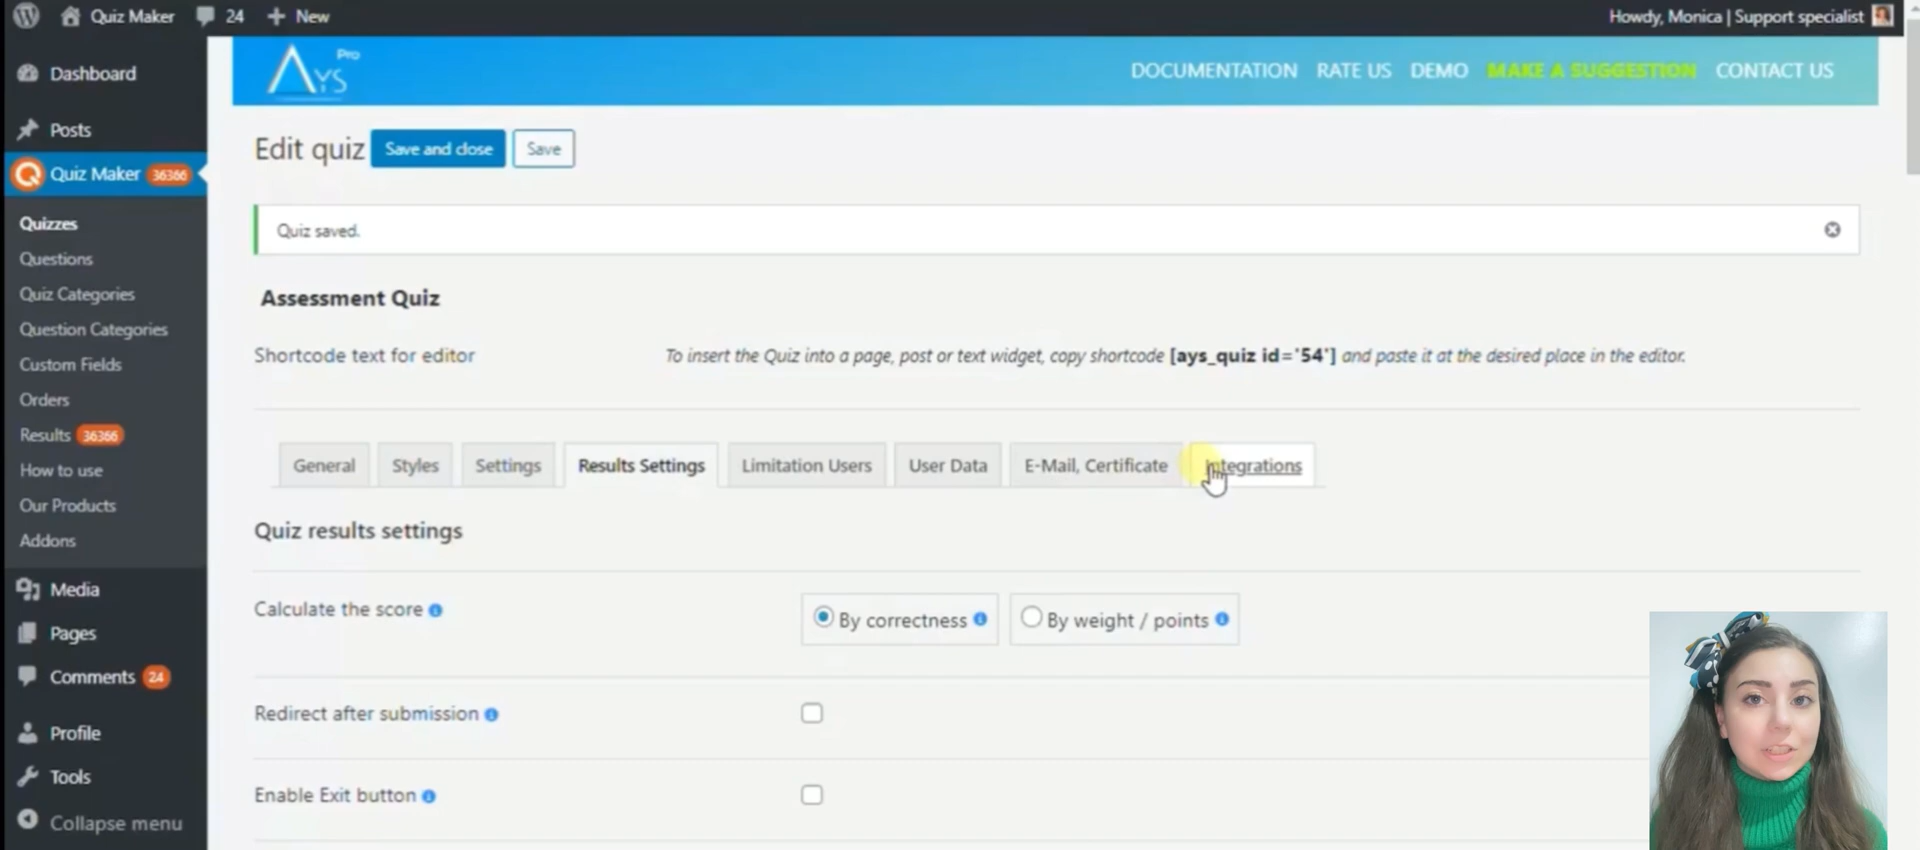 Quiz Maker 24 + New Howdy, Monica | Support specialist
AYS Pro DOCUMENTATION RATE US DEMO MAKE A SUGGESTION CONTACT US
Dashboard
Posts
Quiz Maker 36366
Quizzes
Questions
Quiz Categories
Question Categories
Custom Fields
Orders
Results 36366
How to use
Our Products
Addons
Media
Pages
Comments 24
Profile
Tools
Collapse menu
Edit quiz Save and close Save
Quiz saved.
Assessment Quiz
Shortcode text for editor To insert the Quiz into a page, post or text widget, copy shortcode [ays_quiz id='54'] and paste it at the desired place in the editor.
General Styles Settings Results Settings Limitation Users User Data E-Mail, Certificate Integrations
Quiz results settings
Calculate the score By correctness By weight / points
Redirect after submission
Enable Exit button